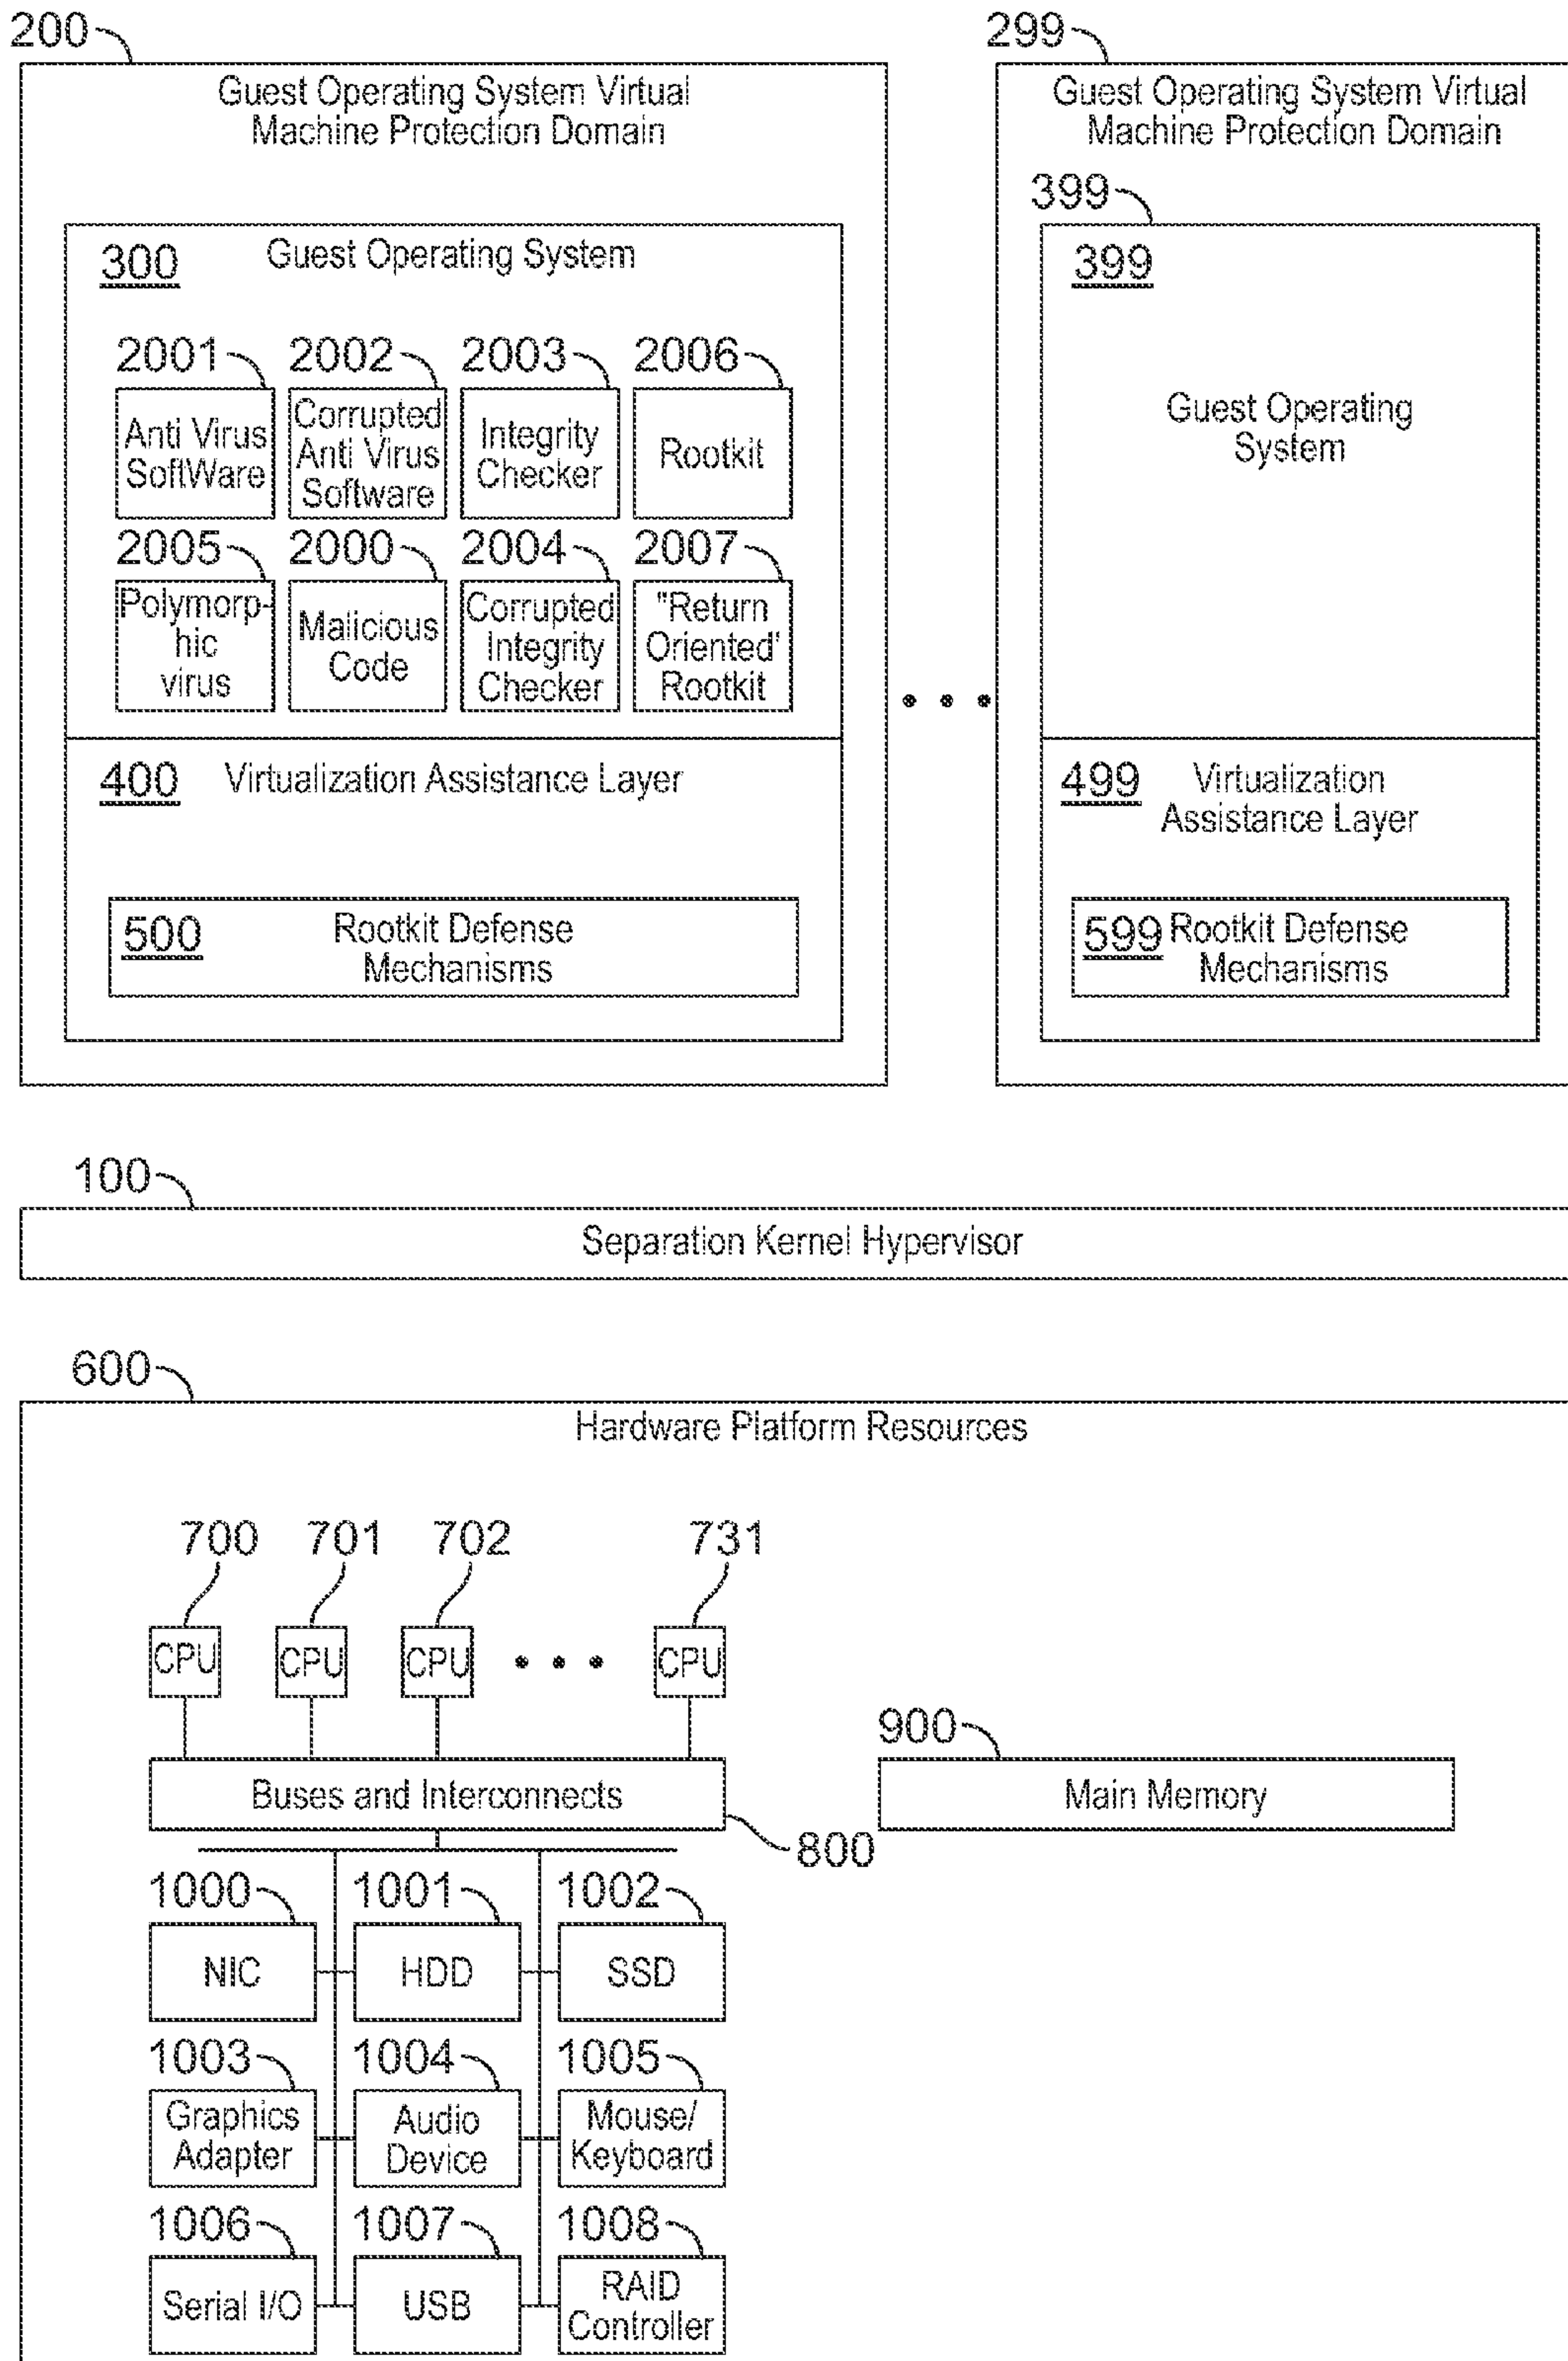 200
Guest Operating System Virtual
Machine Protection Domain
300
Guest Operating System
2001
2002
2003
2006
Anti Virus
SoftWare
Corrupted
Anti Virus
Software
Integrity
Checker
Rootkit
2005
2000
2004
2007
Polymorp-
hic
virus
Malicious
Code
Corrupted
Integrity
Checker
"Return
Oriented'
Rootkit
400
Virtualization Assistance Layer
500
Rootkit Defense
Mechanisms
299
Guest Operating System Virtual
Machine Protection Domain
399
399
Guest Operating
System
499
Virtualization
Assistance Layer
599
Rootkit Defense
Mechanisms
100
Separation Kernel Hypervisor
600
Hardware Platform Resources
700
701
702
731
CPU
CPU
CPU
CPU
Buses and Interconnects
800
900
Main Memory
1000
1001
1002
NIC
HDD
SSD
1003
1004
1005
Graphics
Adapter
Audio
Device
Mouse/
Keyboard
1006
1007
1008
Serial I/O
USB
RAID
Controller